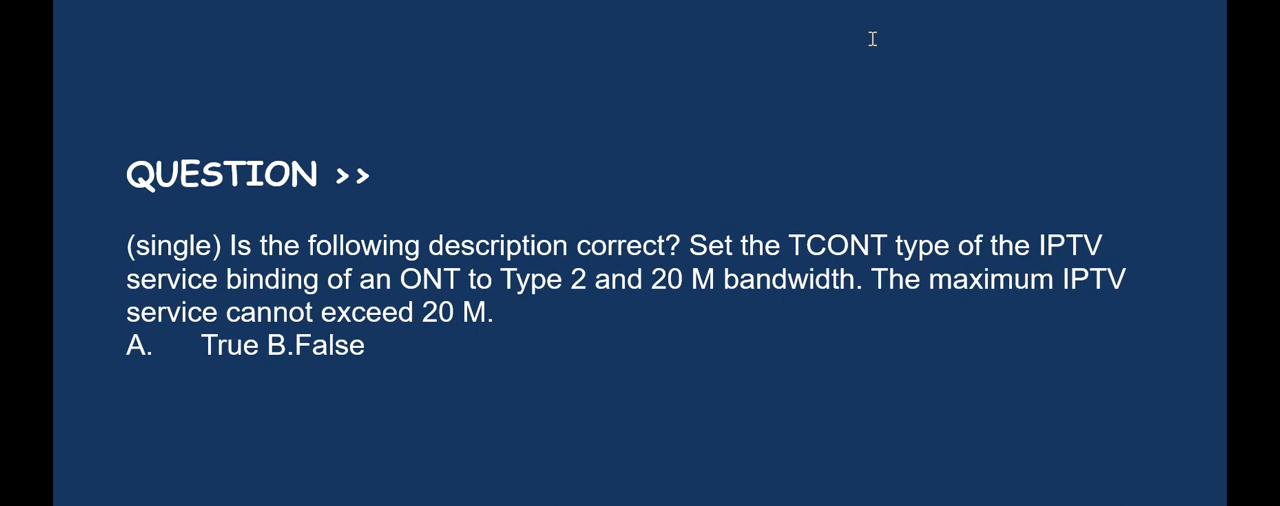 QUESTION >>
(single) Is the following description correct? Set the TCONT type of the IPTV
service binding of an ONT to Type 2 and 20 M bandwidth. The maximum IPTV
service cannot exceed 20 M.
A. True B.False